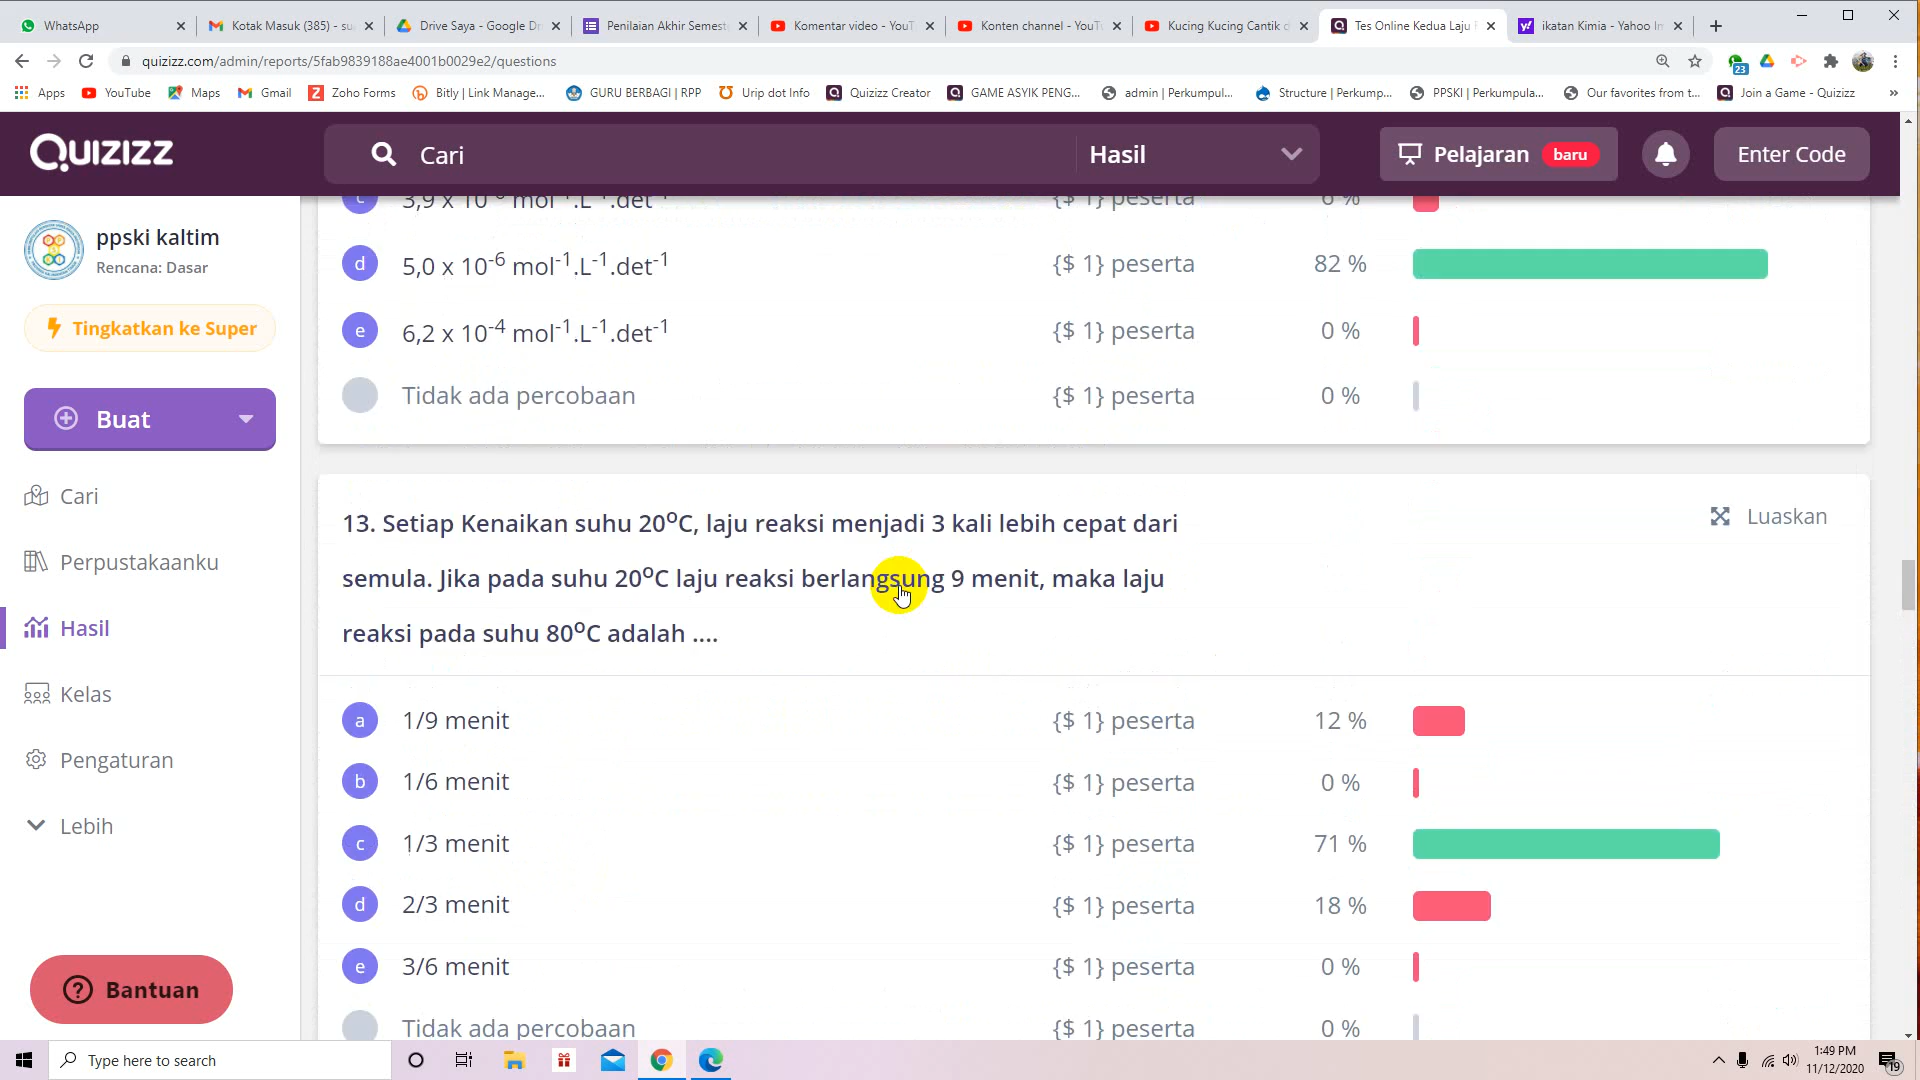 WhatsApp
Kotak Masuk (385) - su
Drive Saya - Google Dr
Penilaian Akhir Semest
Komentar video - YouT
Konten channel - YouTu
Kucing Kucing Cantik d
Tes Online Kedua Laju
ikatan Kimia - Yahoo Im
quizizz.com/admin/reports/5fab9839188ae4001b0029e2/questions
23
Apps
YouTube
Maps
Gmail
Zoho Forms
Bitly | Link Manage...
GURU BERBAGI | RPP
Urip dot Info
Quizizz Creator
GAME ASYIK PENG...
admin | Perkumpul...
Structure | Perkump...
PPSKI | Perkumpula...
Our favorites from t...
Join a Game - Quizizz
»
QUIZIZZ
Cari
Hasil
Pelajaran baru
Enter Code
ppski kaltim
Rencana: Dasar
Tingkatkan ke Super
Buat
Cari
Perpustakaanku
Hasil
Kelas
Pengaturan
Lebih
Bantuan
{$ 1} peserta
d 5,0 x 10⁻⁶ mol⁻¹.L⁻¹.det⁻¹ {$ 1} peserta 82 %
e 6,2 x 10⁻⁴ mol⁻¹.L⁻¹.det⁻¹ {$ 1} peserta 0 %
Tidak ada percobaan {$ 1} peserta 0 %
13. Setiap Kenaikan suhu 20ºC, laju reaksi menjadi 3 kali lebih cepat dari
semula. Jika pada suhu 20ºC laju reaksi berlangsung 9 menit, maka laju
reaksi pada suhu 80ºC adalah ....
Luaskan
a 1/9 menit {$ 1} peserta 12 %
b 1/6 menit {$ 1} peserta 0 %
c 1/3 menit {$ 1} peserta 71 %
d 2/3 menit {$ 1} peserta 18 %
e 3/6 menit {$ 1} peserta 0 %
Tidak ada percobaan {$ 1} peserta 0 %
Type here to search
1:49 PM
11/12/2020
19